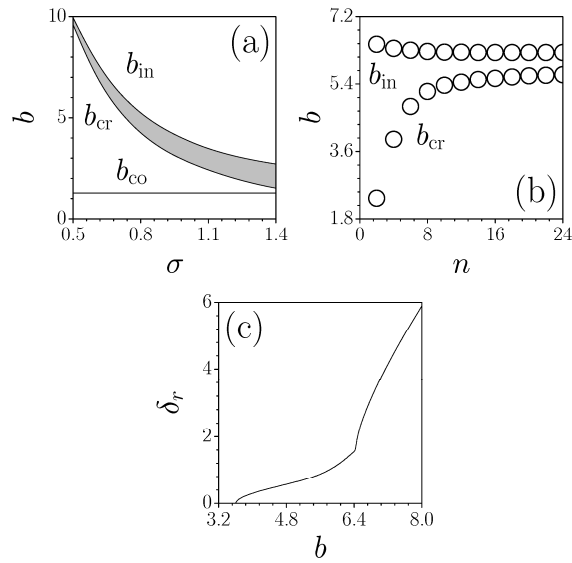 10
5
0
b
(a)
b_in
b_cr
b_co
0.5 0.8 1.1 1.4
σ
7.2
5.4
3.6
1.8
b
b_in
b_cr
(b)
0 8 16 24
n
6
4
2
0
δ_r
(c)
3.2 4.8 6.4 8.0
b